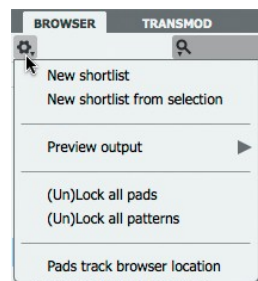 BROWSER TRANSMOD
New shortlist
New shortlist from selection
Preview output
(Un)Lock all pads
(Un)Lock all patterns
Pads track browser location